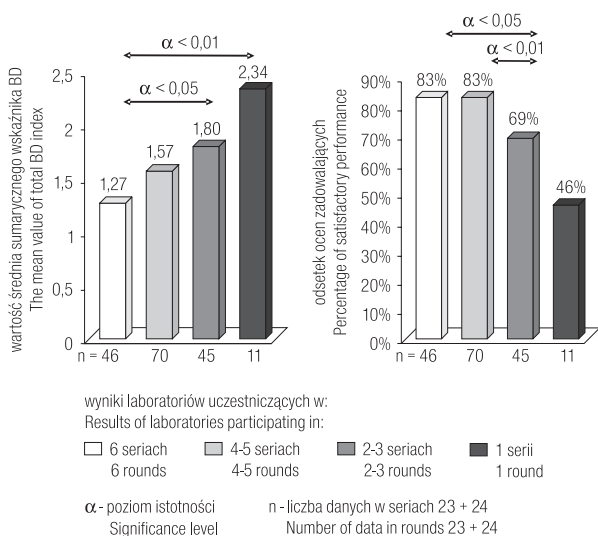 α < 0,01
α < 0,05
wartość średnia sumarycznego wskaźnika BD
The mean value of total BD index
2,5
2
1,5
1
0,5
0
1,27
1,57
1,80
2,34
n = 46 70 45 11
α < 0,05
α < 0,01
odsetek ocen zadowalających
Percentage of satisfactory performance
90%
80%
70%
60%
50%
40%
30%
20%
10%
0%
83%
83%
69%
46%
n = 46 70 45 11
wyniki laboratoriów uczestniczących w:
Results of laboratories participating in:
6 seriach 4-5 seriach 2-3 seriach 1 serii
6 rounds 4-5 rounds 2-3 rounds 1 round
α - poziom istotności n - liczba danych w seriach 23 + 24
Significance level Number of data in rounds 23 + 24